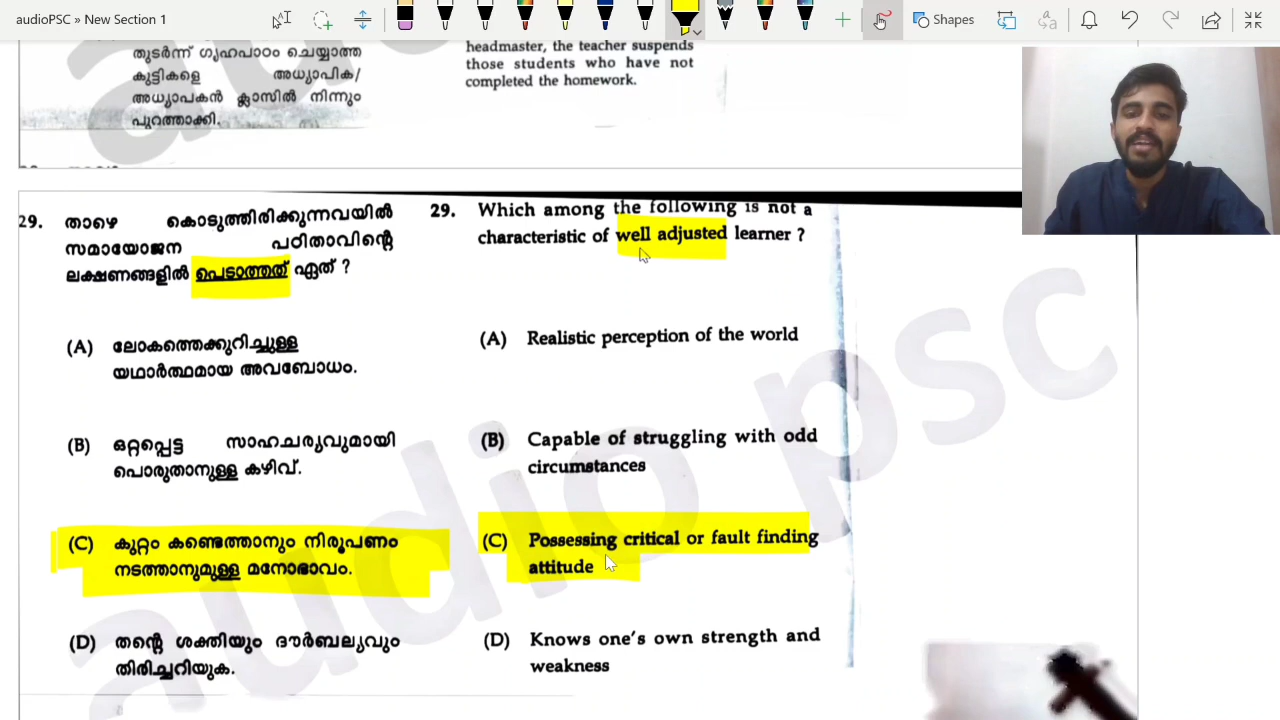 audioPSC » New Section 1
Shapes
തുടർന്ന് ഗൃഹപാഠം ചെയ്യാത്ത
കുട്ടികളെ അധ്യാപിക/
അധ്യാപകൻ ക്ലാസിൽ നിന്നും
പുറത്താക്കി.
headmaster, the teacher suspends
those students who have not
completed the homework.
29. താഴെ കൊടുത്തിരിക്കുന്നവയിൽ
സമായോജന പഠിതാവിന്റെ
ലക്ഷണങ്ങളിൽ ഉപെടാത്തത് ഏത് ?
(A) ലോകത്തെക്കുറിച്ചുള്ള
യഥാർത്ഥമായ അവബോധം.
(B) ഒറ്റപ്പെട്ട സാഹചര്യവുമായി
പൊരുതാനുള്ള കഴിവ്.
(C) കുറ്റം കണ്ടെത്താനും നിരൂപണം
നടത്താനുമുള്ള മനോഭാവം.
(D) തന്റെ ശക്തിയും ദൗർബല്യവും
തിരിച്ചറിയുക.
29. Which among the following is not a
characteristic of well adjusted learner ?
(A) Realistic perception of the world
(B) Capable of struggling with odd
circumstances
(C) Possessing critical or fault finding
attitude
(D) Knows one's own strength and
weakness
audio psc